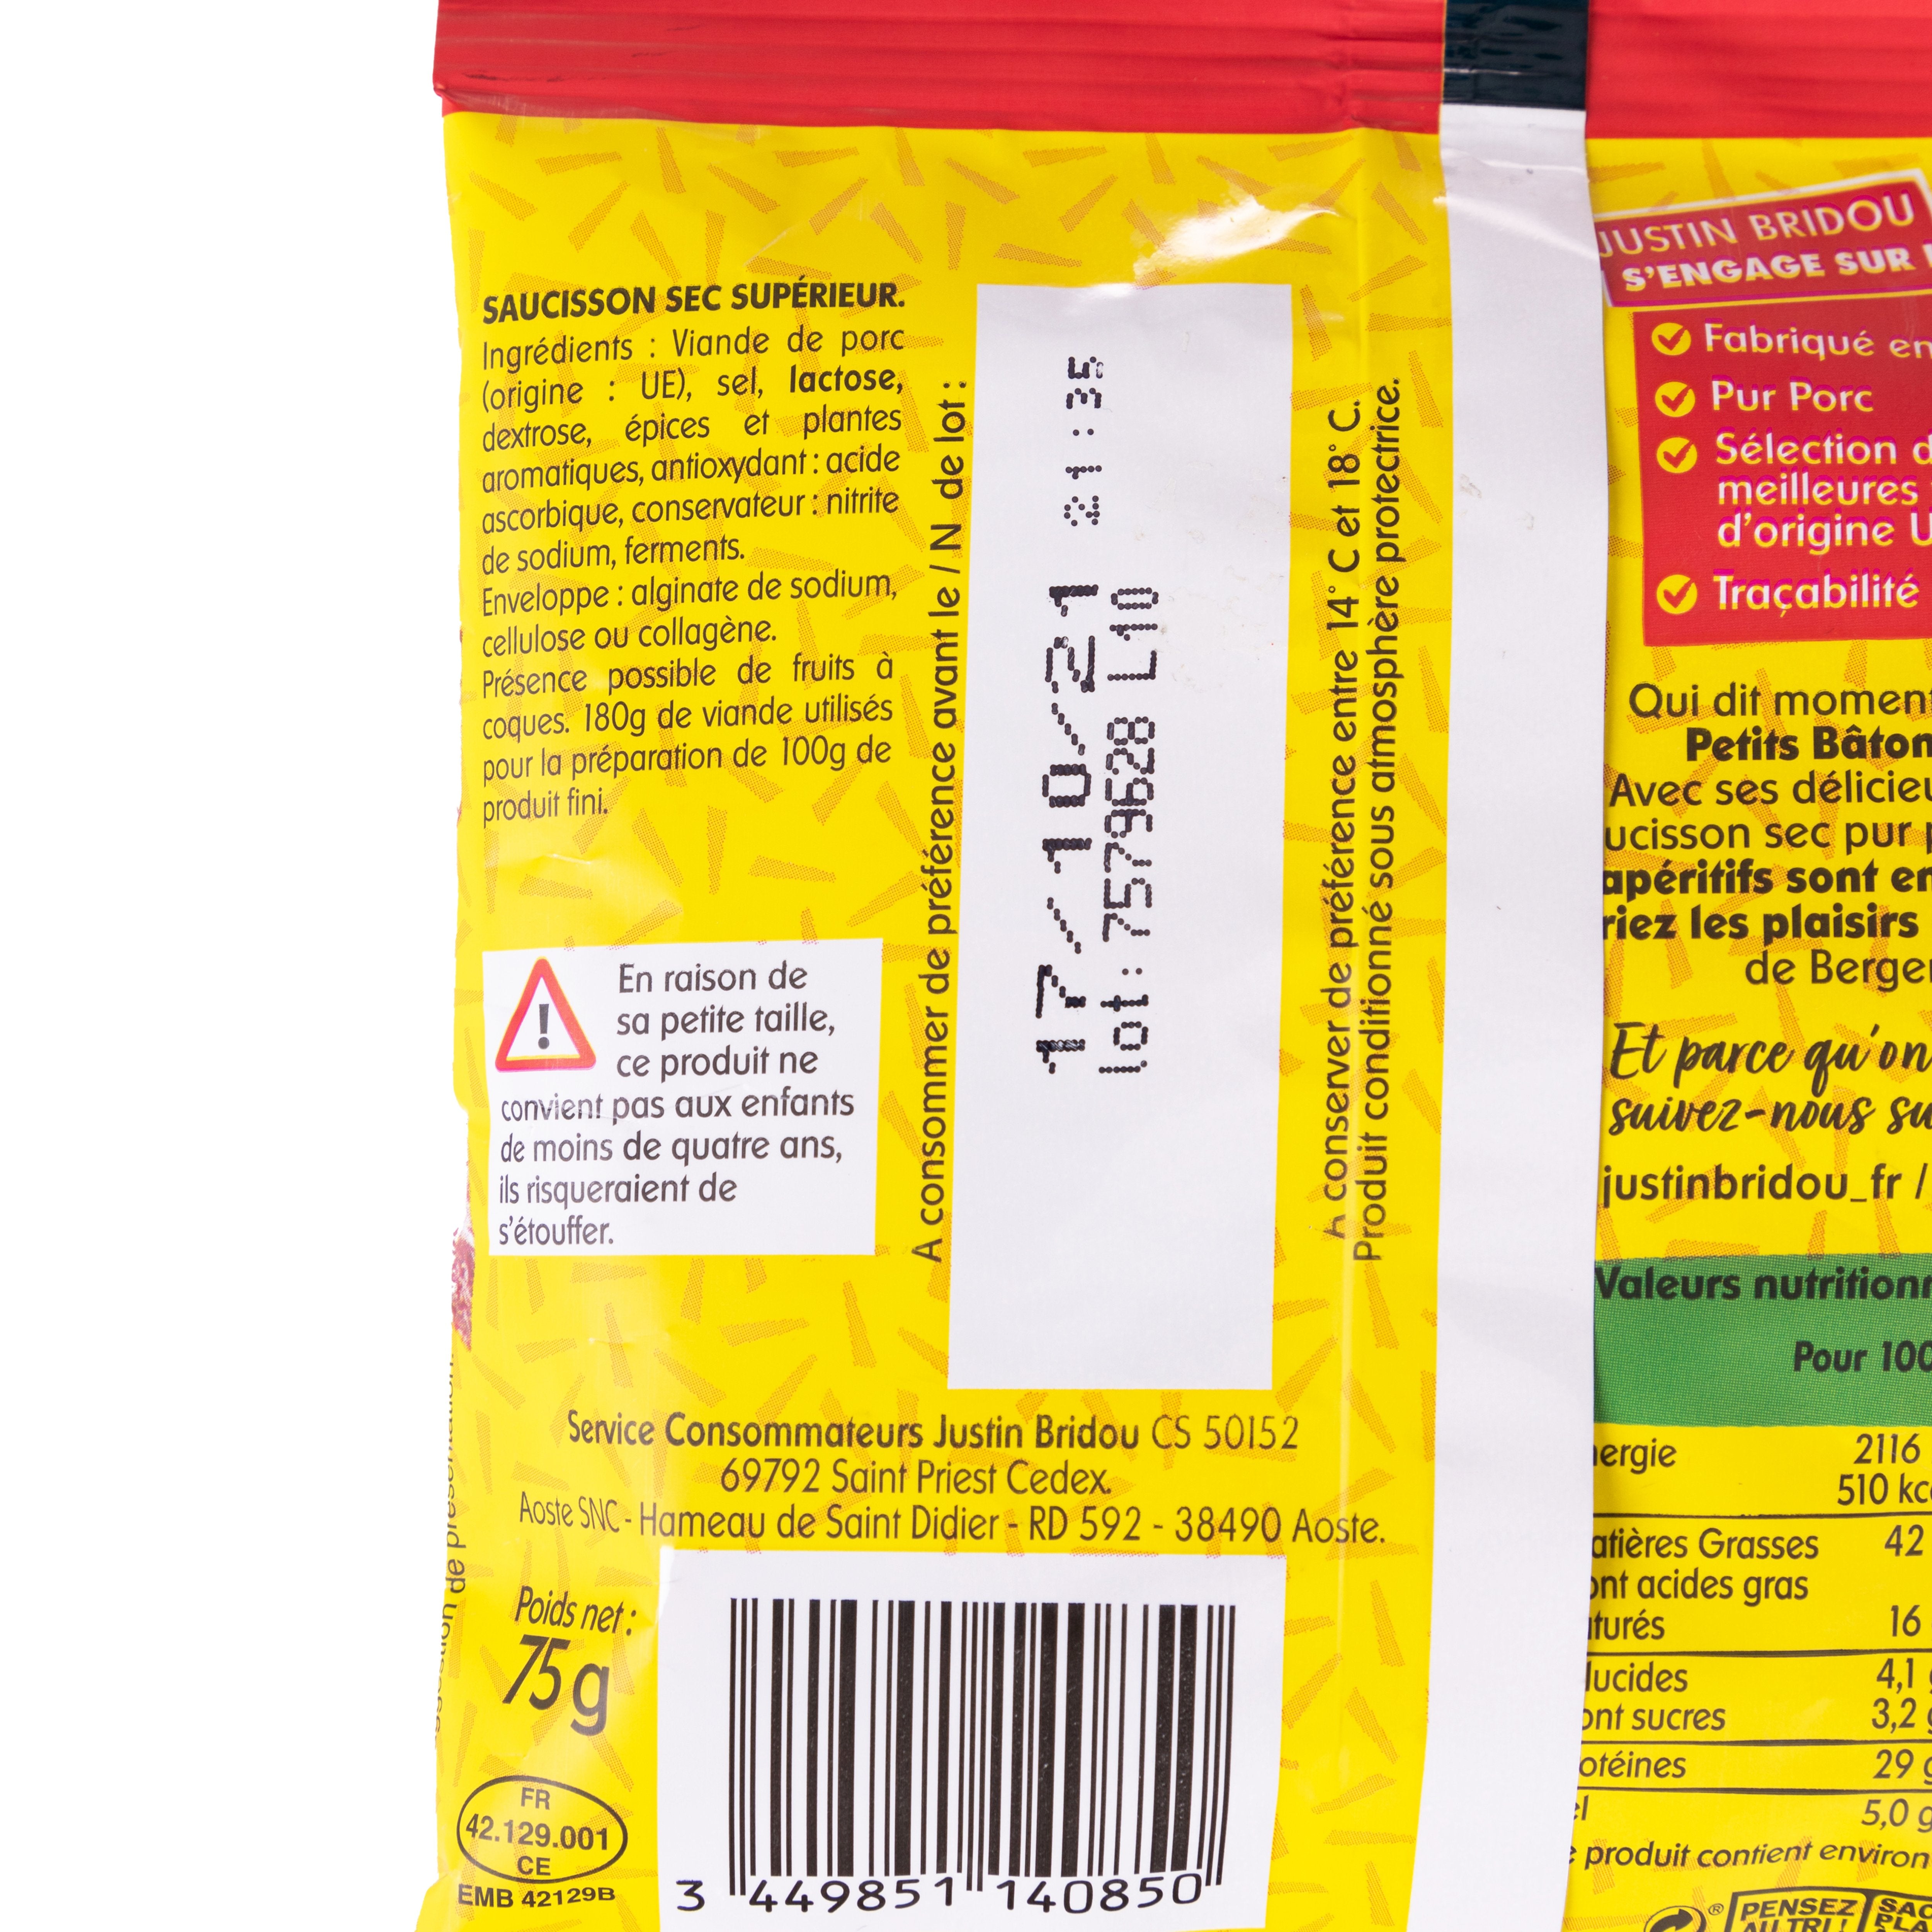 SAUCISSON SEC SUPÉRIEUR.
Ingrédients : Viande de porc
(origine : UE), sel, lactose,
dextrose, épices et plantes
aromatiques, antioxydant : acide
ascorbique, conservateur : nitrite
de sodium, ferments.
Enveloppe : alginate de sodium,
cellulose ou collagène.
Présence possible de fruits à
coques. 180g de viande utilisés
pour la préparation de 100g de
produit fini.
En raison de
sa petite taille,
ce produit ne
convient pas aux enfants
de moins de quatre ans,
ils risqueraient de
s'étouffer.
A consommer de préférence avant le / N de lot :
17/10/21 21:35
Lot: 7579628 L10
A conserver de préférence entre 14° C et 18° C.
Produit conditionné sous atmosphère protectrice.
Service Consommateurs Justin Bridou CS 50152
69792 Saint Priest Cedex.
Aoste SNC - Hameau de Saint Didier - RD 592 - 38490 Aoste.
de présentation.
Poids net :
75g
FR
42.129.001
CE
EMB 42129B
3 449851 140850
JUSTIN BRIDOU
S'ENGAGE SUR
Fabriqué en
Pur Porc
Sélection
meilleures
d'origine
Traçabilité
Qui dit moment
Petits Bâton
Avec ses délicieu
ucisson sec pur
apéritifs sont en
riez les plaisirs
de Berger
Et parce qu'on
suivez-nous su
justinbridou_fr /
Valeurs nutritionn
Pour 100
nergie 2116
510 kca
atières Grasses 42
ont acides gras
turés 16
lucides 4,1 g
ont sucres 3,2 g
otéines 29 g
el 5,0 g
produit contient environ
PENSEZ
AU TRI !